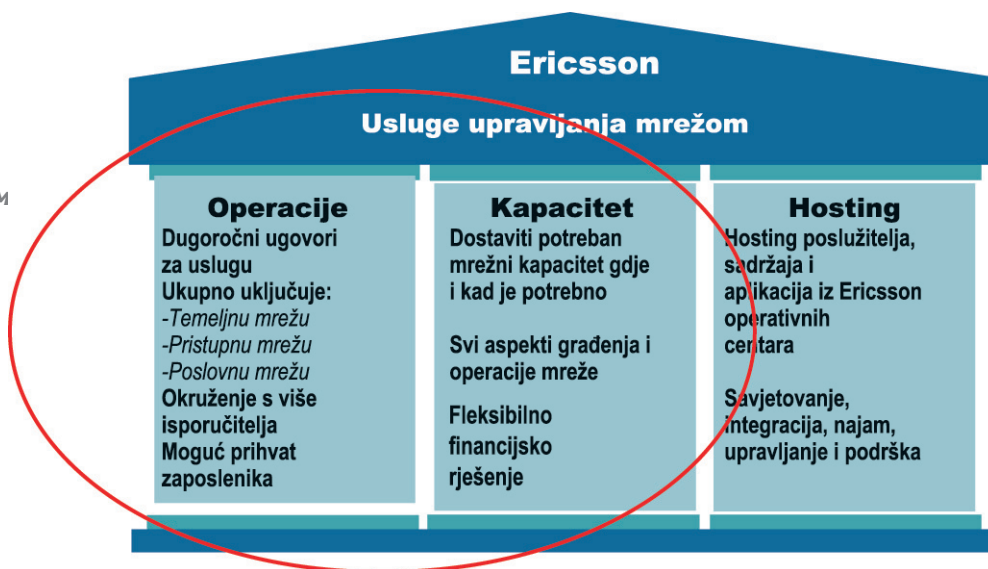 Ericsson
Usluge upravljanja mrežom
Operacije
Dugoročni ugovori
za uslugu
Ukupno uključuje:
-Temeljnu mrežu
-Pristupnu mrežu
-Poslovnu mrežu
Okruženje s više
isporučitelja
Moguć prihvat
zaposlenika
Kapacitet
Dostaviti potreban
mrežni kapacitet gdje
i kad je potrebno
Svi aspekti građenja i
operacije mreže
Fleksibilno
financijsko
rješenje
Hosting
Hosting poslužitelja,
sadržaja i
aplikacija iz Ericsson
operativnih
centara
Savjetovanje,
integracija, najam,
upravljanje i podrška